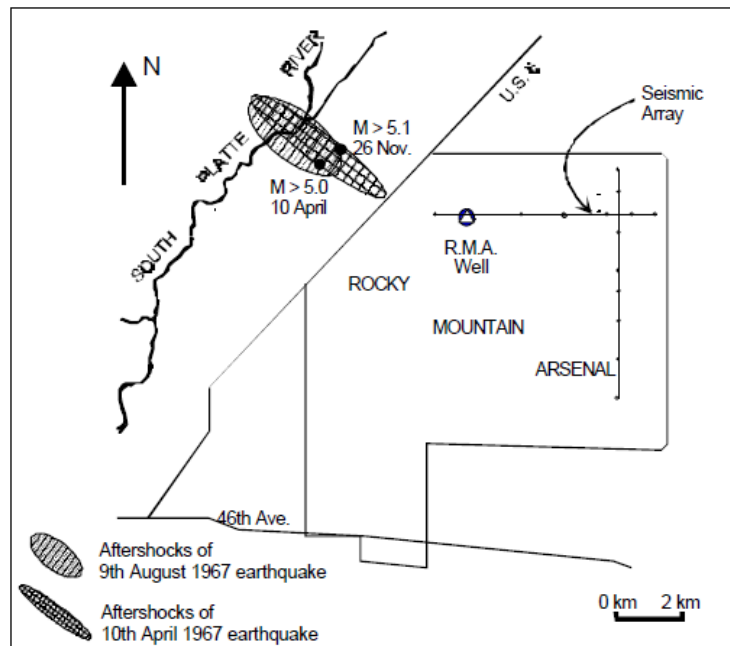 N
RIVER
PLATTE
SOUTH
M > 5.1
26 Nov.
M > 5.0
10 April
U.S.
Seismic
Array
R.M.A.
Well
ROCKY
MOUNTAIN
ARSENAL
46th Ave.
Aftershocks of
9th August 1967 earthquake
Aftershocks of
10th April 1967 earthquake
0 km 2 km